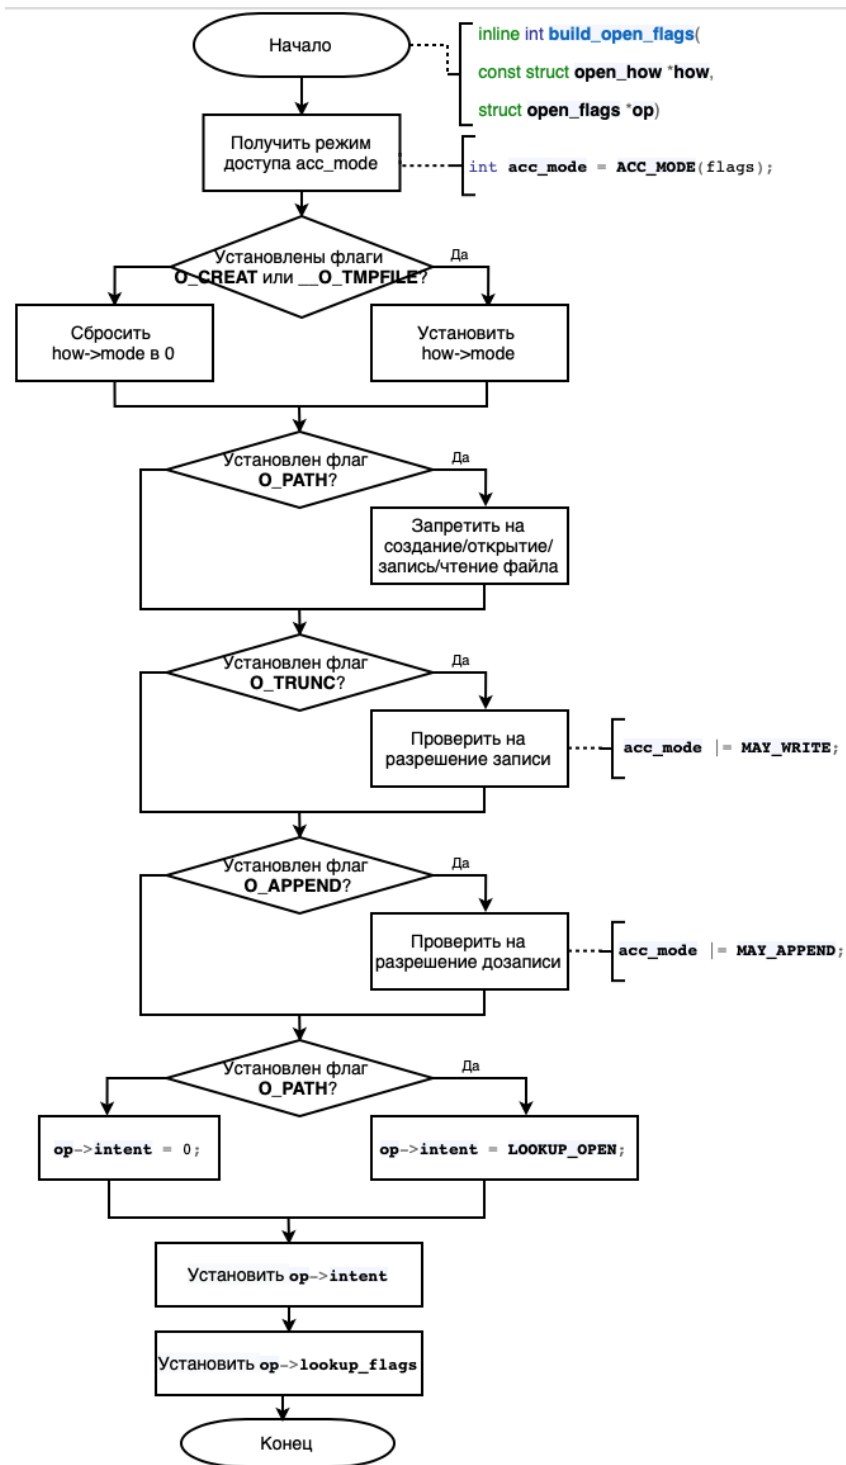 Начало
inline int build_open_flags(
const struct open_how *how,
struct open_flags *op)
Получить режим
доступа acc_mode
int acc_mode = ACC_MODE(flags);
Установлены флаги
O_CREAT или __O_TMPFILE?
Да
Сбросить
how->mode в 0
Установить
how->mode
Установлен флаг
O_PATH?
Да
Запретить на
создание/открытие/
запись/чтение файла
Установлен флаг
O_TRUNC?
Да
Проверить на
разрешение записи
acc_mode |= MAY_WRITE;
Установлен флаг
O_APPEND?
Да
Проверить на
разрешение дозаписи
acc_mode |= MAY_APPEND;
Установлен флаг
O_PATH?
Да
op->intent = 0;
op->intent = LOOKUP_OPEN;
Установить op->intent
Установить op->lookup_flags
Конец